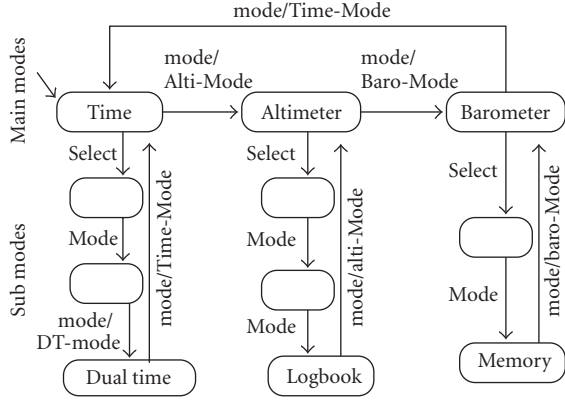 mode/Time-Mode
mode/
Alti-Mode
mode/
Baro-Mode
Main modes
Time
Altimeter
Barometer
Select
Select
Select
Mode
Mode
Mode
Mode
mode/
DT-mode
mode/Time-Mode
mode/alti-Mode
mode/baro-Mode
Sub modes
Dual time
Logbook
Memory